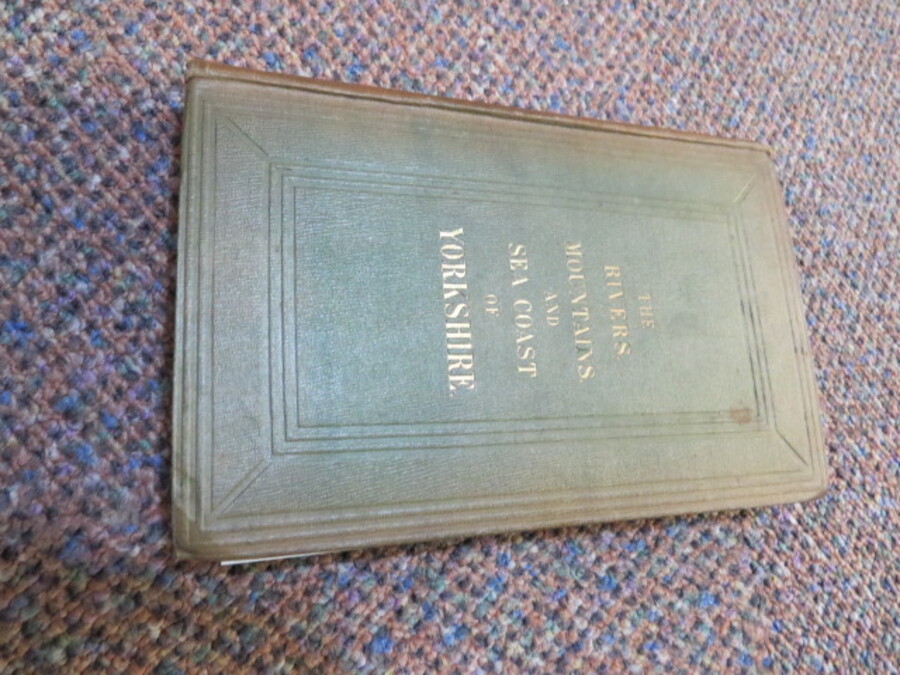 THE
RIVERS
MOUNTAINS.
AND
SEA COAST
OF
YORKSHIRE.